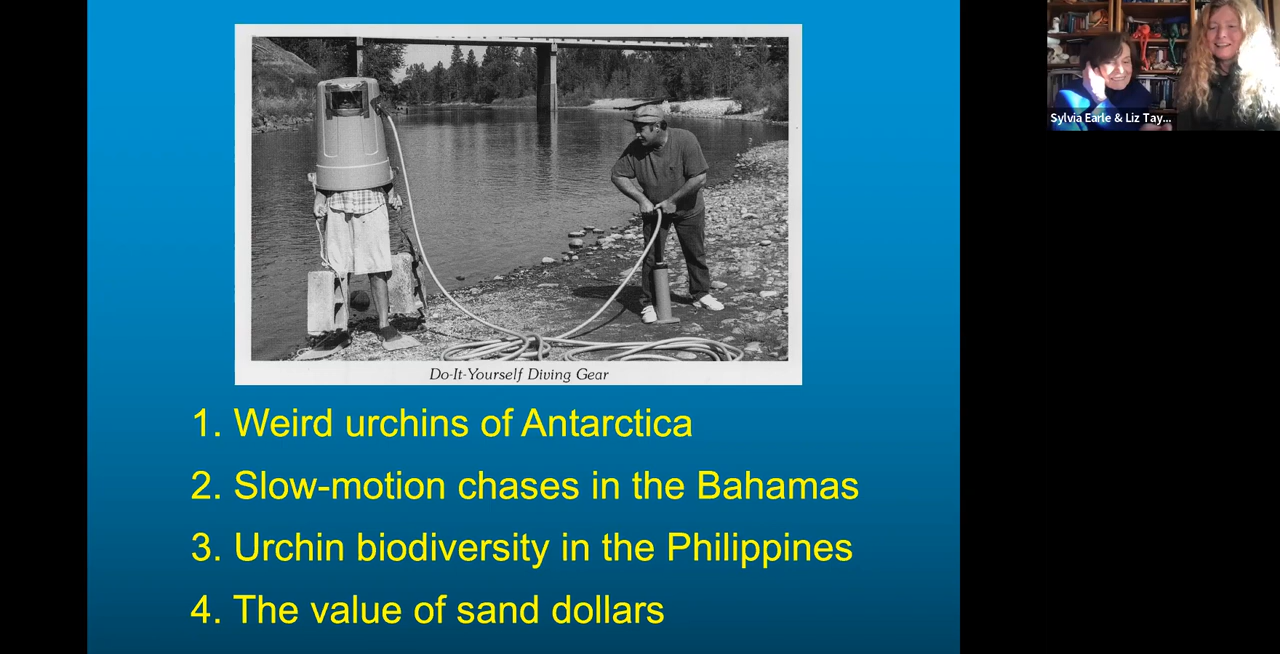 Sylvia Earle & Liz Tay...
Do-It-Yourself Diving Gear
1. Weird urchins of Antarctica
2. Slow-motion chases in the Bahamas
3. Urchin biodiversity in the Philippines
4. The value of sand dollars